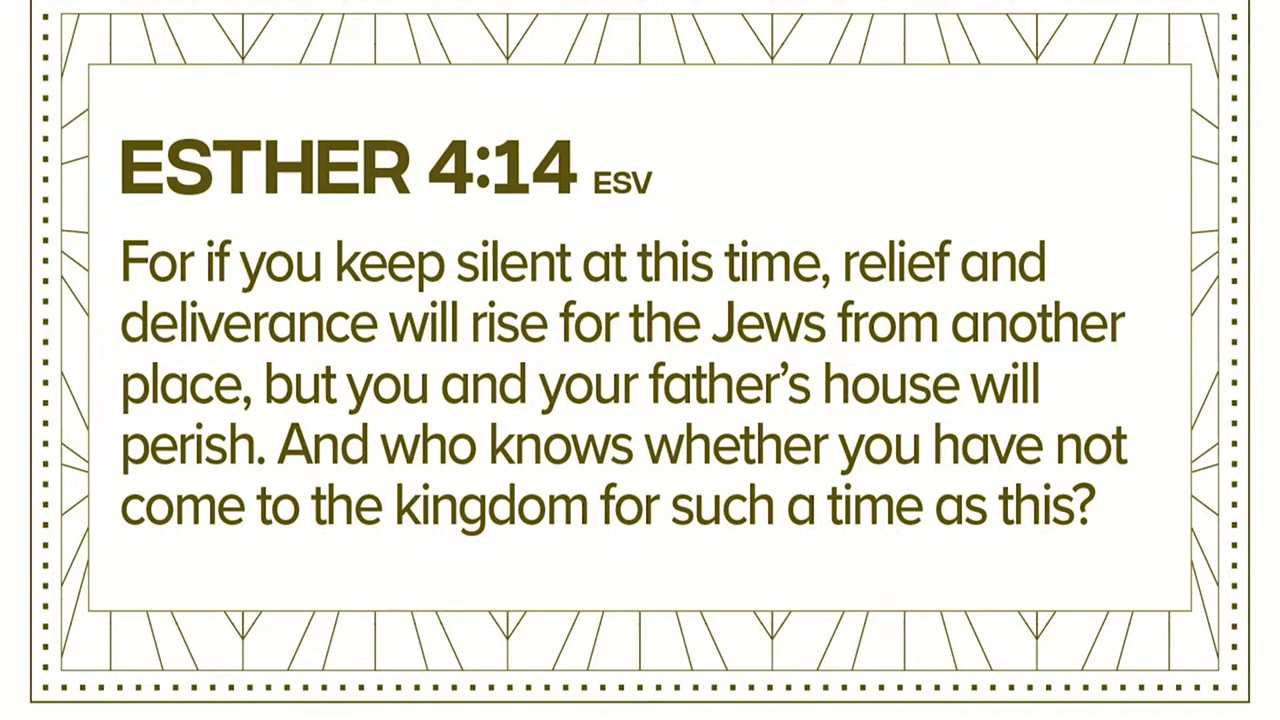 ESTHER 4:14 ESV
For if you keep silent at this time, relief and
deliverance will rise for the Jews from another
place, but you and your father’s house will
perish. And who knows whether you have not
come to the kingdom for such a time as this?